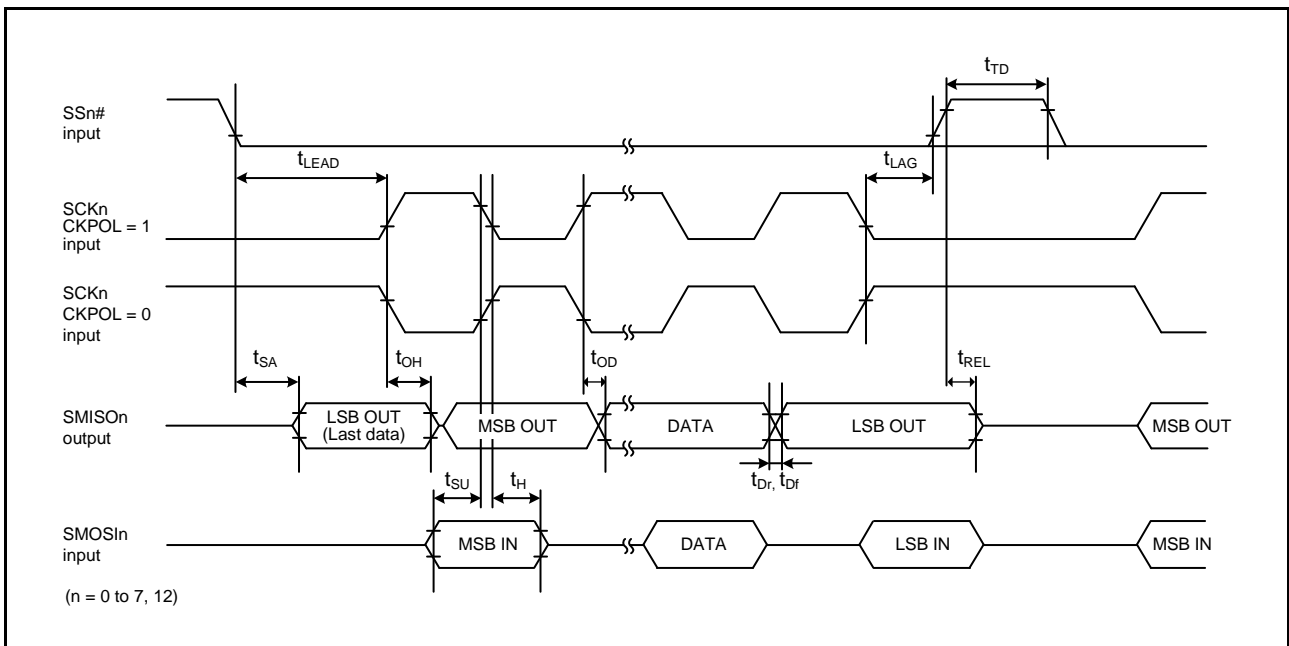 tTD
SSn#
input
tLEAD
tLAG
SCKn
CKPOL = 1
input
SCKn
CKPOL = 0
input
tSA
tOH
tOD
tREL
SMISOn
output
LSB OUT
(Last data)
MSB OUT
DATA
LSB OUT
MSB OUT
tSU
tH
tDr, tDf
SMOSIn
input
MSB IN
DATA
LSB IN
MSB IN
(n = 0 to 7, 12)